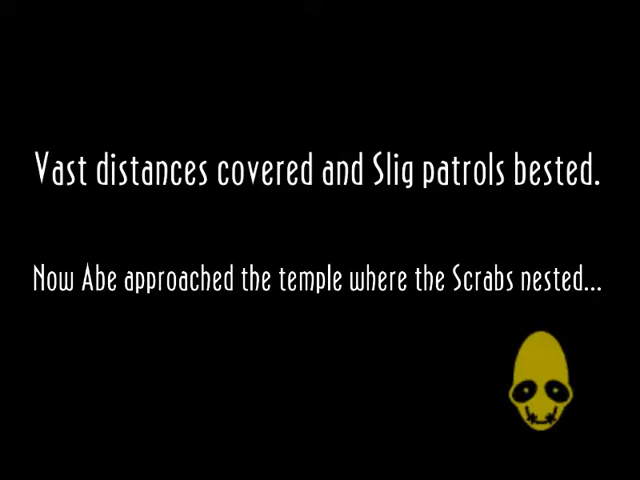 Vast distances covered and Slig patrols bested.
Now Abe approached the temple where the Scrabs nested...